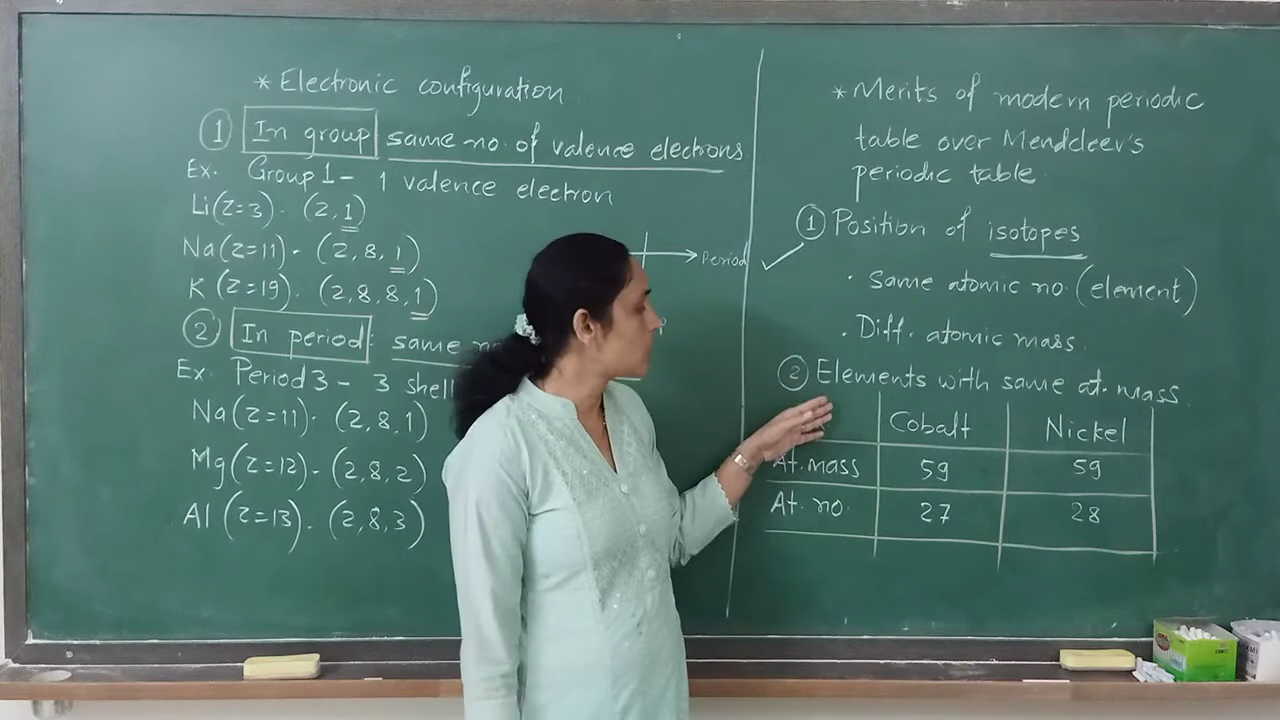 * Electronic configuration
1 In group same no. of valence electrons
Ex. Group 1 - 1 valence electron
Li (Z=3). (2, 1)
Na (Z=11) - (2, 8, 1)
K (Z=19). (2, 8, 8, 1)
Period
2 In period: same
Ex. Period 3 - 3
Na (Z=11). (2, 8, 1)
Mg (Z=12) - (2, 8, 2)
Al (Z=13). (2, 8, 3)
* Merits of modern periodic
table over Mendeleev's
periodic table.
1 Position of isotopes
· Same atomic no. (element)
· Diff. atomic mass.
2 Elements with same at. mass.
Cobalt Nickel
At. mass 59 59
At. no. 27 28